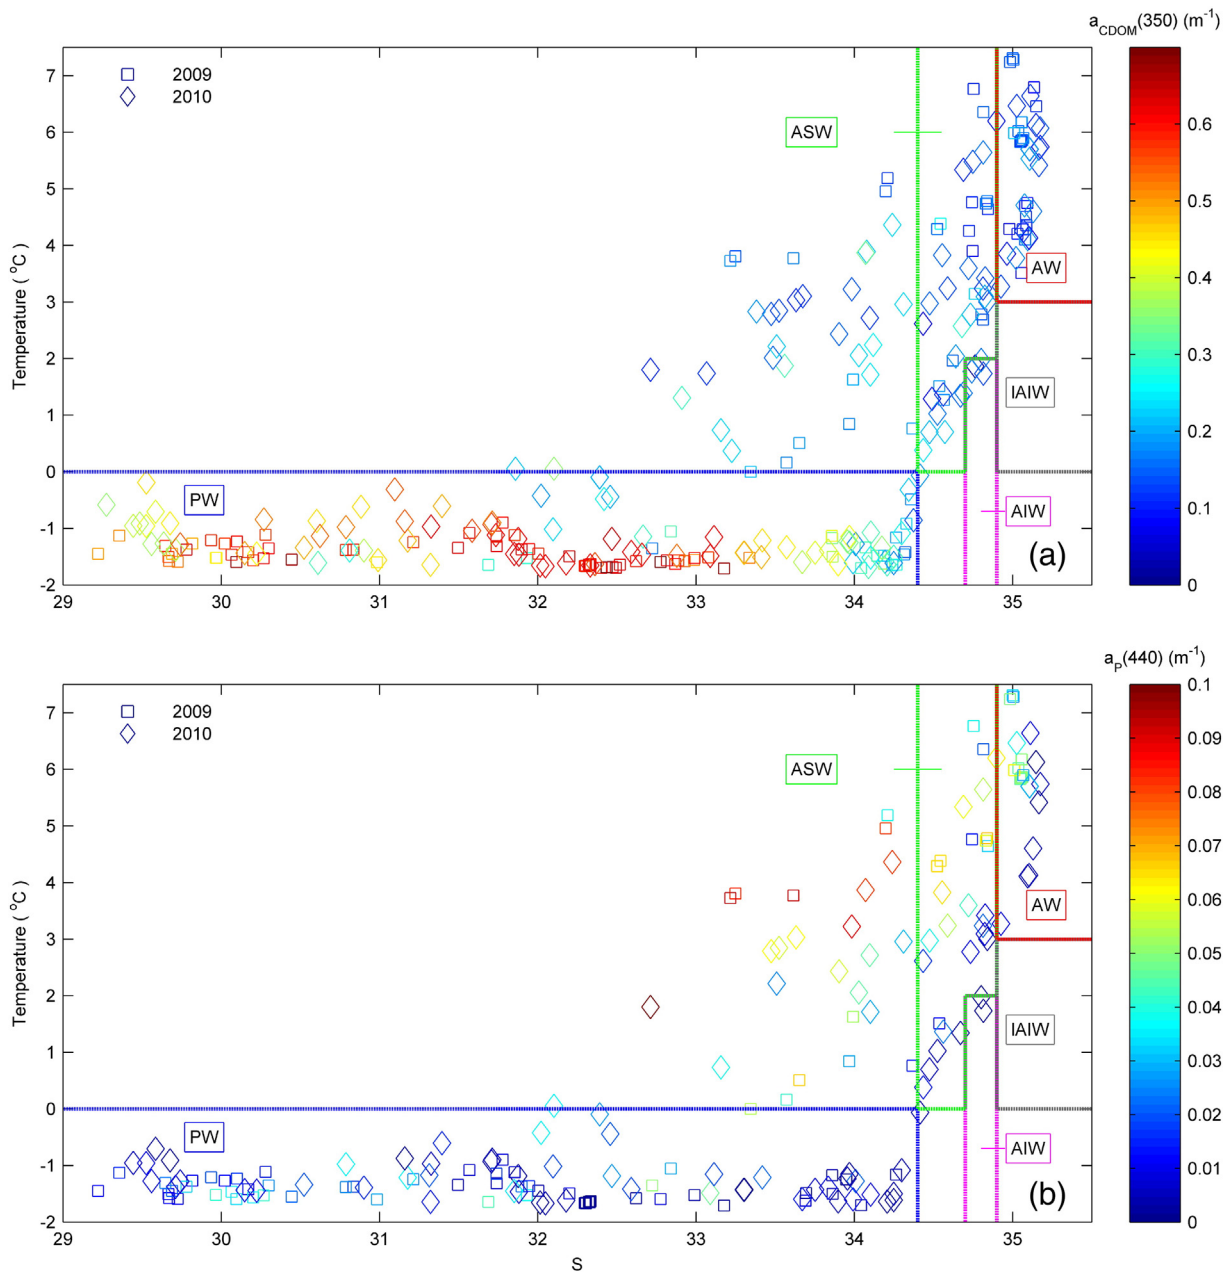 a_CDOM(350) (m^-1)
29 30 31 32 33 34 35
-2 -1 0 1 2 3 4 5 6 7
Temperature ( °C)
2009
2010
ASW
AW
IAIW
AIW
PW
(a)
0 0.1 0.2 0.3 0.4 0.5 0.6
a_P(440) (m^-1)
29 30 31 32 33 34 35
-2 -1 0 1 2 3 4 5 6 7
Temperature ( °C)
2009
2010
ASW
AW
IAIW
AIW
PW
(b)
0 0.01 0.02 0.03 0.04 0.05 0.06 0.07 0.08 0.09 0.1
S